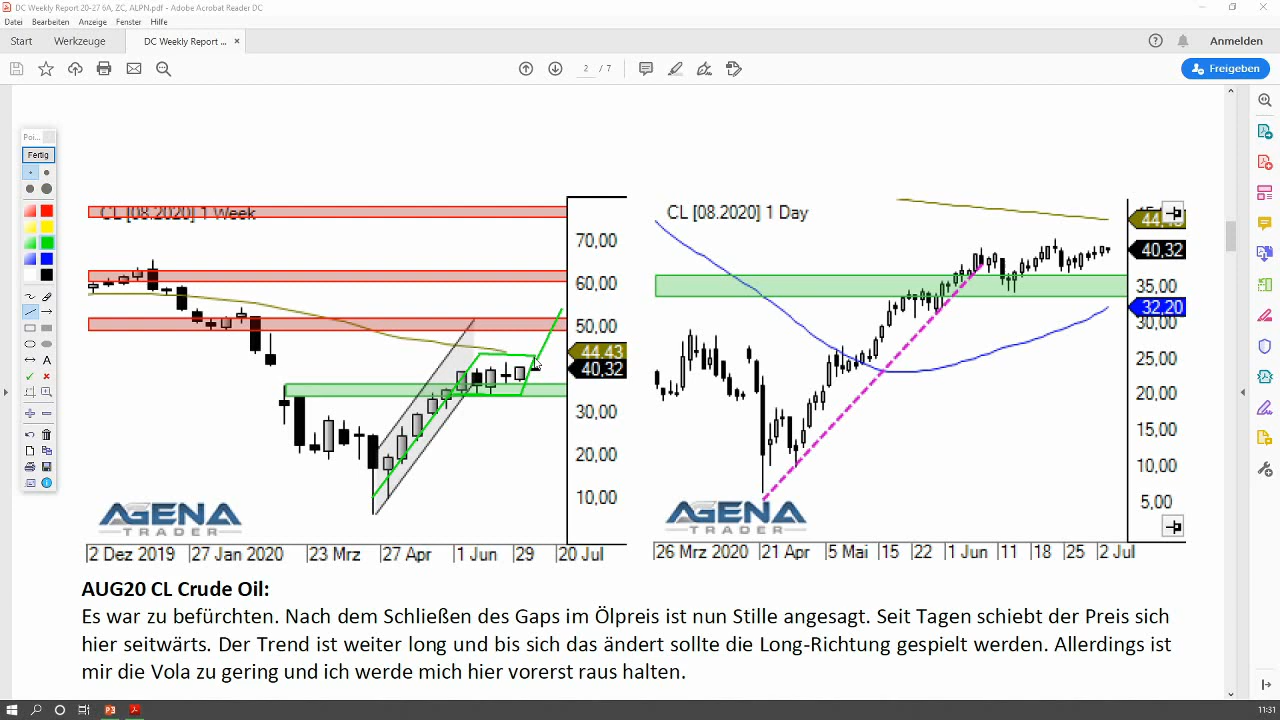 DC Weekly Report 20-27 6A, ZC, ALPN.pdf - Adobe Acrobat Reader DC
Datei Bearbeiten Anzeige Fenster Hilfe
Start Werkzeuge DC Weekly Report ... × Anmelden
2 / 7 Freigeben
Poi...
Fertig
A
CL [08.2020] 1 Week
70,00
60,00
50,00
44,43
40,32
30,00
20,00
10,00
AGENA
TRADER
2 Dez 2019 27 Jan 2020 23 Mrz 27 Apr 1 Jun 29 20 Jul
CL [08.2020] 1 Day
40,32
35,00
32,20
30,00
25,00
20,00
15,00
10,00
5,00
AGENA
TRADER
26 Mrz 2020 21 Apr 5 Mai 15 22 1 Jun 11 18 25 2 Jul
AUG20 CL Crude Oil:
Es war zu befürchten. Nach dem Schließen des Gaps im Ölpreis ist nun Stille angesagt. Seit Tagen schiebt der Preis sich
hier seitwärts. Der Trend ist weiter long und bis sich das ändert sollte die Long-Richtung gespielt werden. Allerdings ist
mir die Vola zu gering und ich werde mich hier vorerst raus halten.
11:31